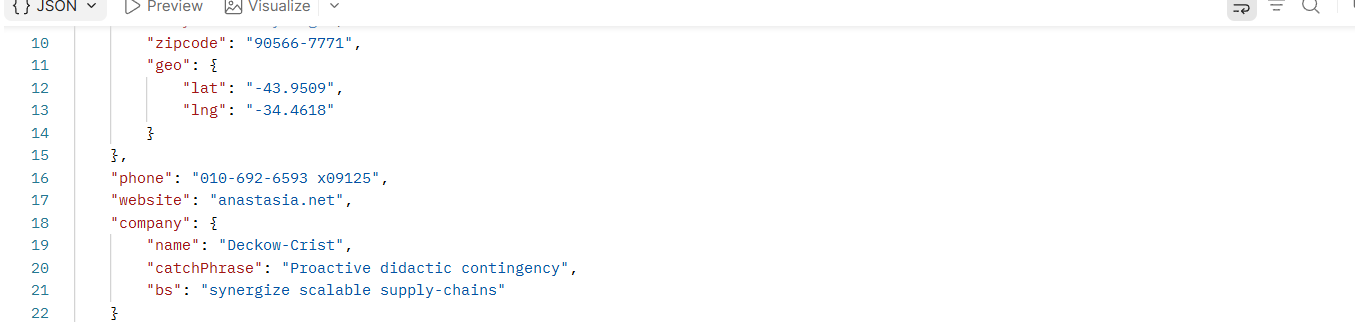 { } JSON Preview Visualize
10 "zipcode": "90566-7771",
11 "geo": {
12 "lat": "-43.9509",
13 "lng": "-34.4618"
14 }
15 },
16 "phone": "010-692-6593 x09125",
17 "website": "anastasia.net",
18 "company": {
19 "name": "Deckow-Crist",
20 "catchPhrase": "Proactive didactic contingency",
21 "bs": "synergize scalable supply-chains"
22 }